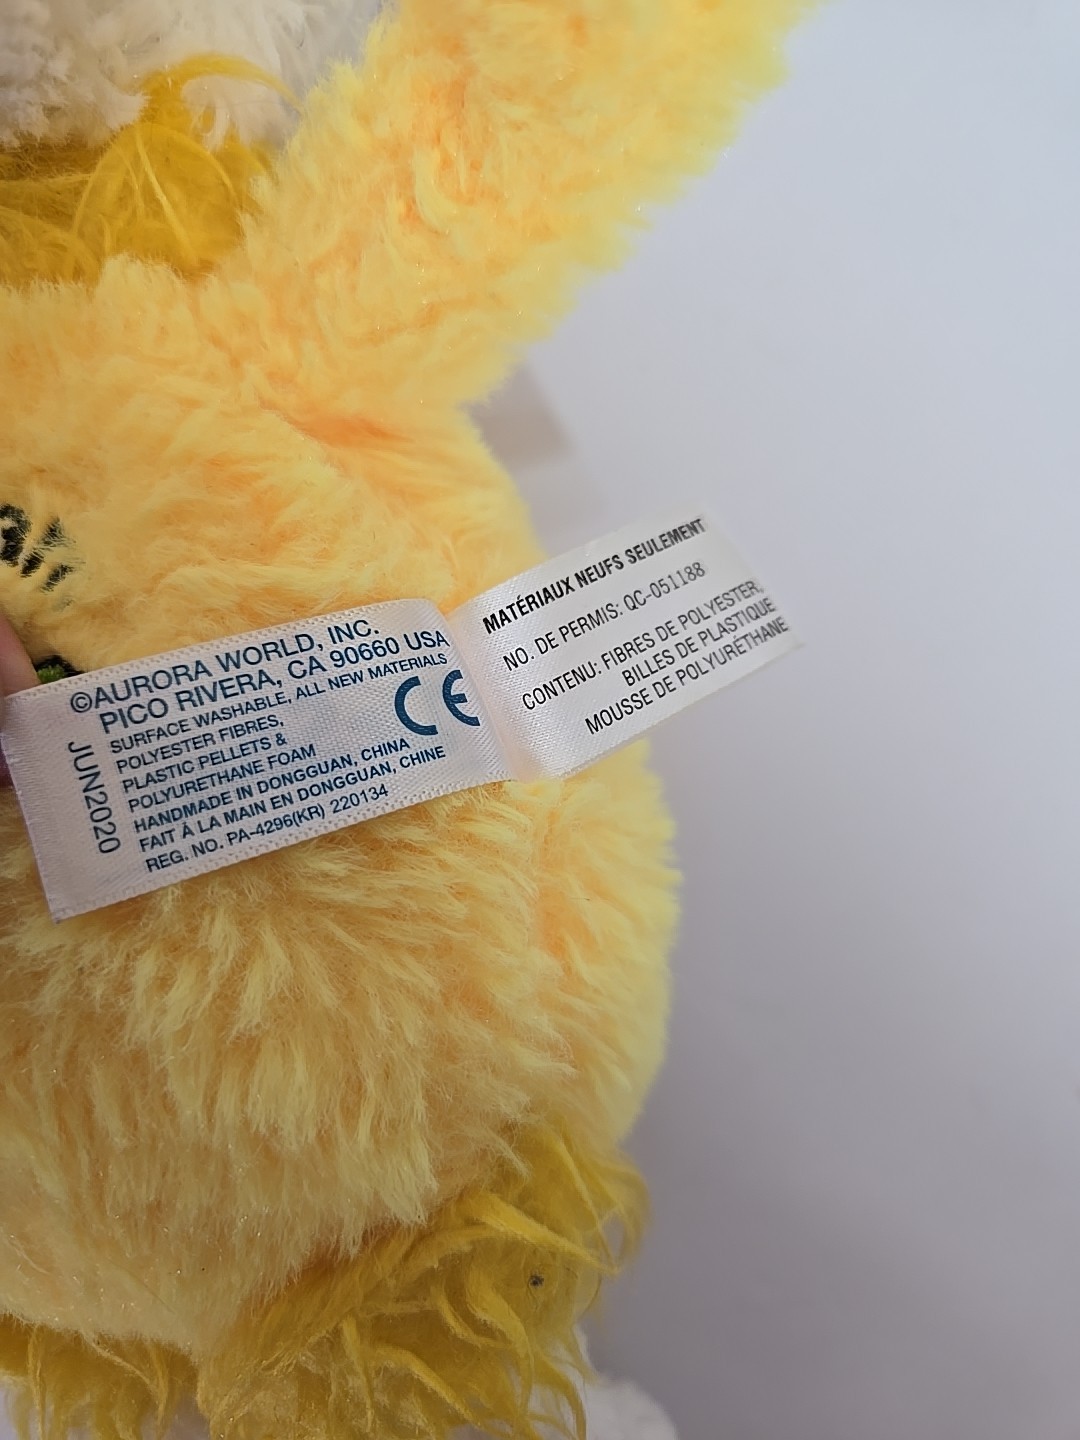 ©AURORA WORLD, INC.
PICO RIVERA, CA 90660 USA
SURFACE WASHABLE, ALL NEW MATERIALS
POLYESTER FIBRES,
PLASTIC PELLETS &
POLYURETHANE FOAM
HANDMADE IN DONGGUAN, CHINA
FAIT À LA MAIN EN DONGGUAN, CHINE
REG. NO. PA-4296(KR) 220134
CE
JUN2020
MATÉRIAUX NEUFS SEULEMENT
NO. DE PERMIS: QC-051188
CONTENU: FIBRES DE POLYESTER,
BILLES DE PLASTIQUE
MOUSSE DE POLYURÉTHANE